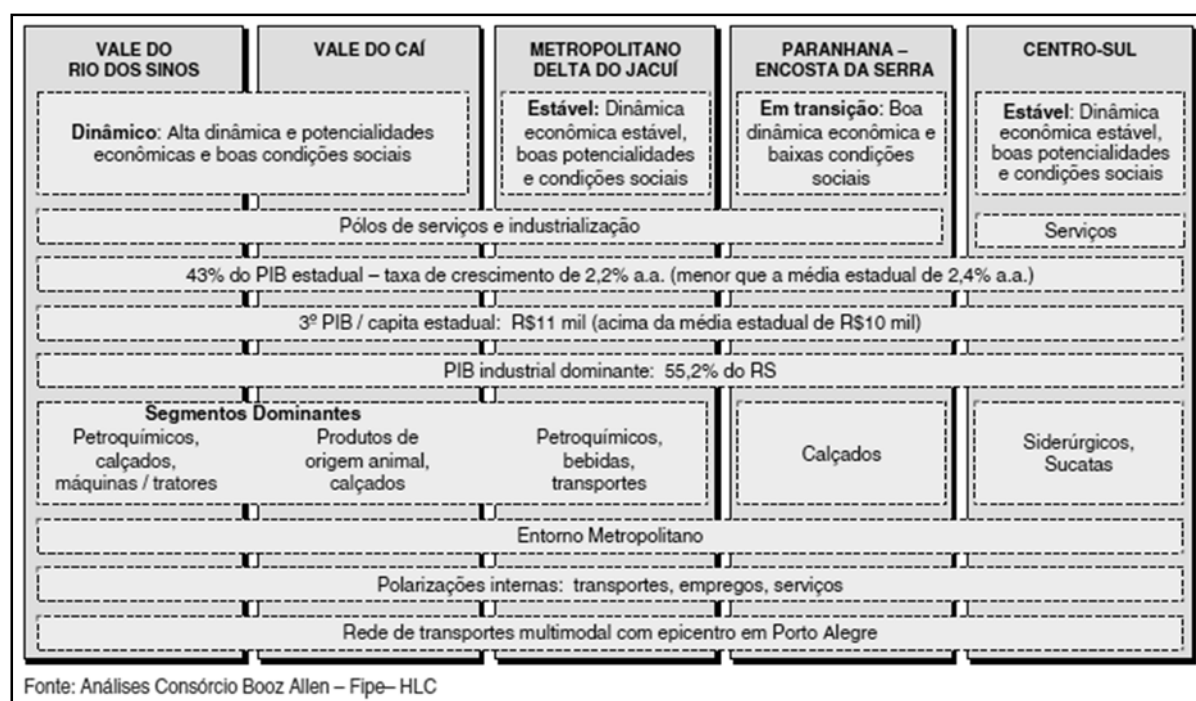 VALE DO
RIO DOS SINOS
VALE DO CAÍ
METROPOLITANO
DELTA DO JACUÍ
PARANHANA –
ENCOSTA DA SERRA
CENTRO-SUL
Dinâmico: Alta dinâmica e potencialidades
econômicas e boas condições sociais
Estável: Dinâmica
econômica estável,
boas potencialidades
e condições sociais
Em transição: Boa
dinâmica econômica e
baixas condições
sociais
Estável: Dinâmica
econômica estável,
boas potencialidades
e condições sociais
Pólos de serviços e industrialização
Serviços
43% do PIB estadual – taxa de crescimento de 2,2% a.a. (menor que a média estadual de 2,4% a.a.)
3º PIB / capita estadual: R$11 mil (acima da média estadual de R$10 mil)
PIB industrial dominante: 55,2% do RS
Segmentos Dominantes
Petroquímicos,
calçados,
máquinas / tratores
Produtos de
origem animal,
calçados
Petroquímicos,
bebidas,
transportes
Calçados
Siderúrgicos,
Sucatas
Entorno Metropolitano
Polarizações internas: transportes, empregos, serviços
Rede de transportes multimodal com epicentro em Porto Alegre
Fonte: Análises Consórcio Booz Allen – Fipe– HLC